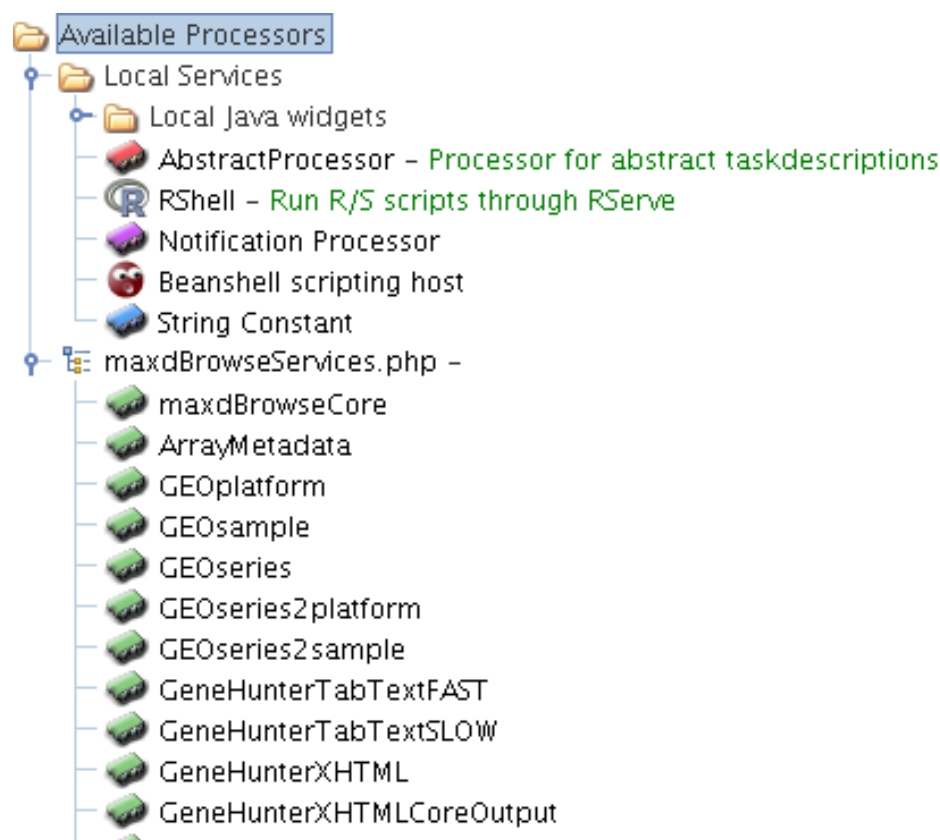 Available Processors
Local Services
Local Java widgets
AbstractProcessor – Processor for abstract taskdescriptions
RShell – Run R/S scripts through RServe
Notification Processor
Beanshell scripting host
String Constant
maxdBrowseServices.php –
maxdBrowseCore
ArrayMetadata
GEOplatform
GEOsample
GEOseries
GEOseries2platform
GEOseries2sample
GeneHunterTabTextFAST
GeneHunterTabTextSLOW
GeneHunterXHTML
GeneHunterXHTMLCoreOutput